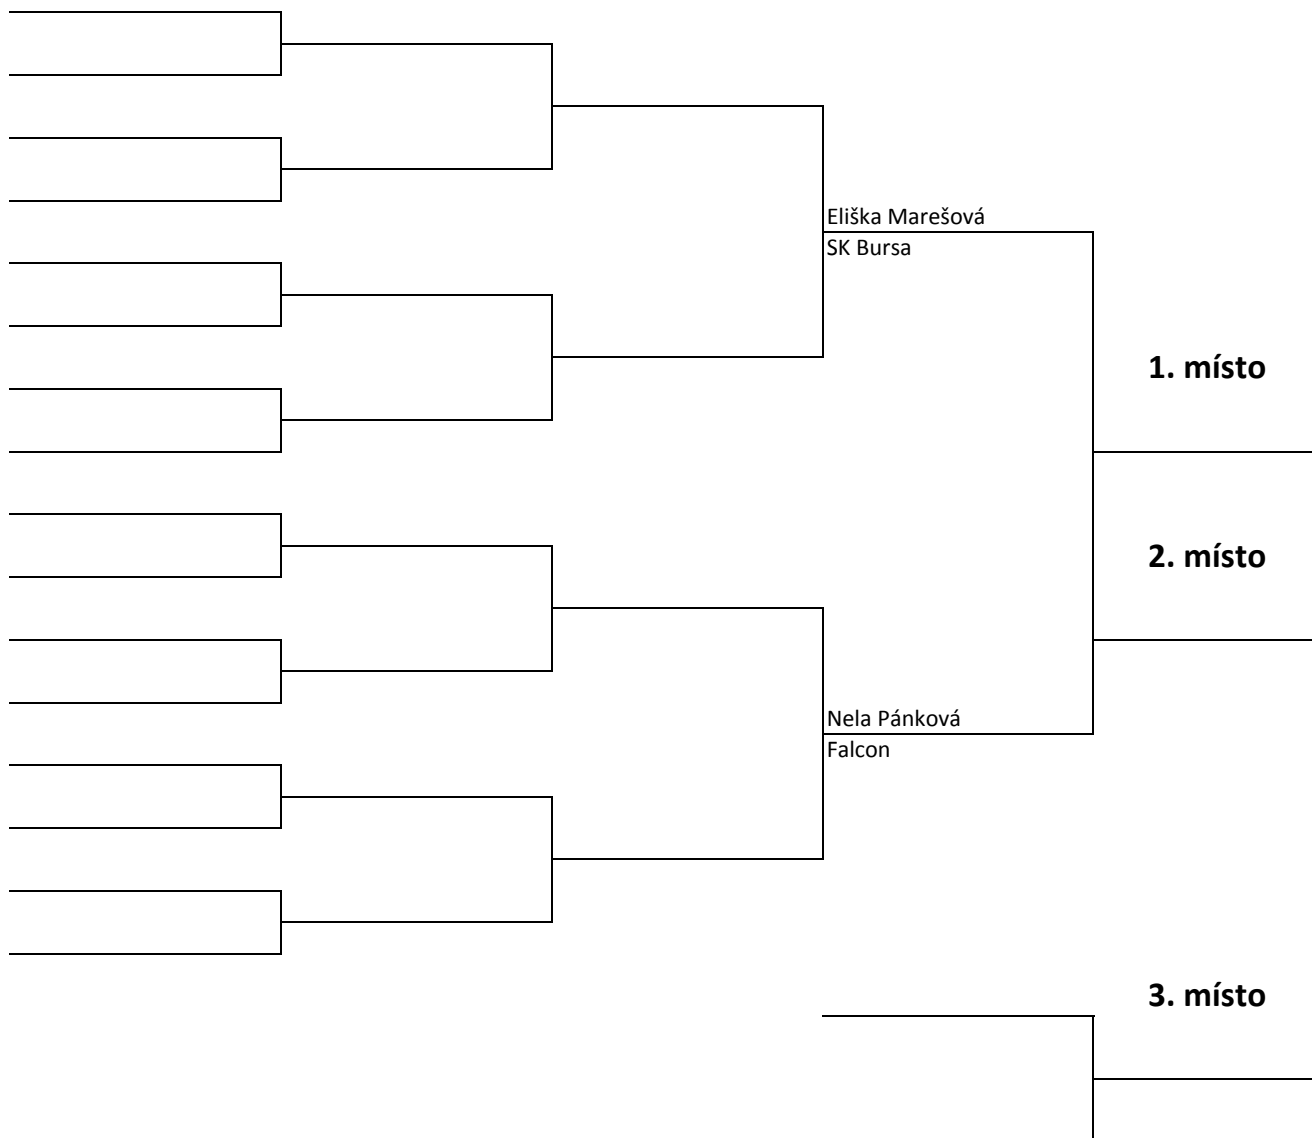 Eliška Marešová
SK Bursa
1. místo
2. místo
Nela Pánková
Falcon
3. místo